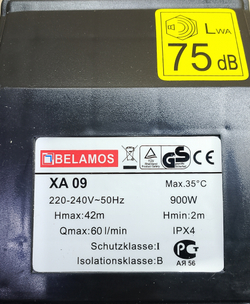 LWA
75 dB
BELAMOS
XA 09
Max.35°C
220-240V~50Hz
900W
Hmax:42m
Hmin:2m
Qmax:60 l/min
IPX4
Schutzklasse:I
Isolationsklasse:B
АЯ 56